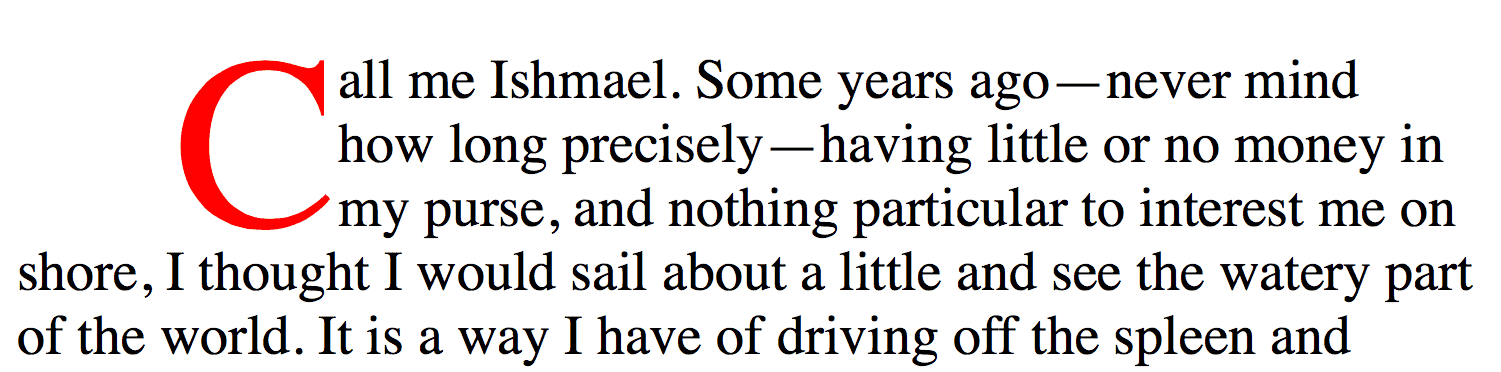 Call me Ishmael. Some years ago—never mind
how long precisely—having little or no money in
my purse, and nothing particular to interest me on
shore, I thought I would sail about a little and see the watery part
of the world. It is a way I have of driving off the spleen and